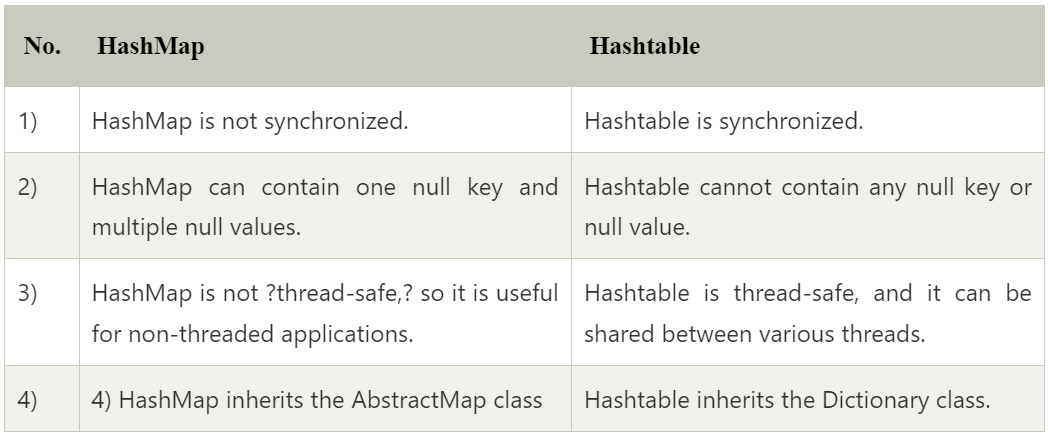 No. HashMap Hashtable
1) HashMap is not synchronized. Hashtable is synchronized.
2) HashMap can contain one null key and multiple null values. Hashtable cannot contain any null key or null value.
3) HashMap is not ?thread-safe,? so it is useful for non-threaded applications. Hashtable is thread-safe, and it can be shared between various threads.
4) 4) HashMap inherits the AbstractMap class Hashtable inherits the Dictionary class.